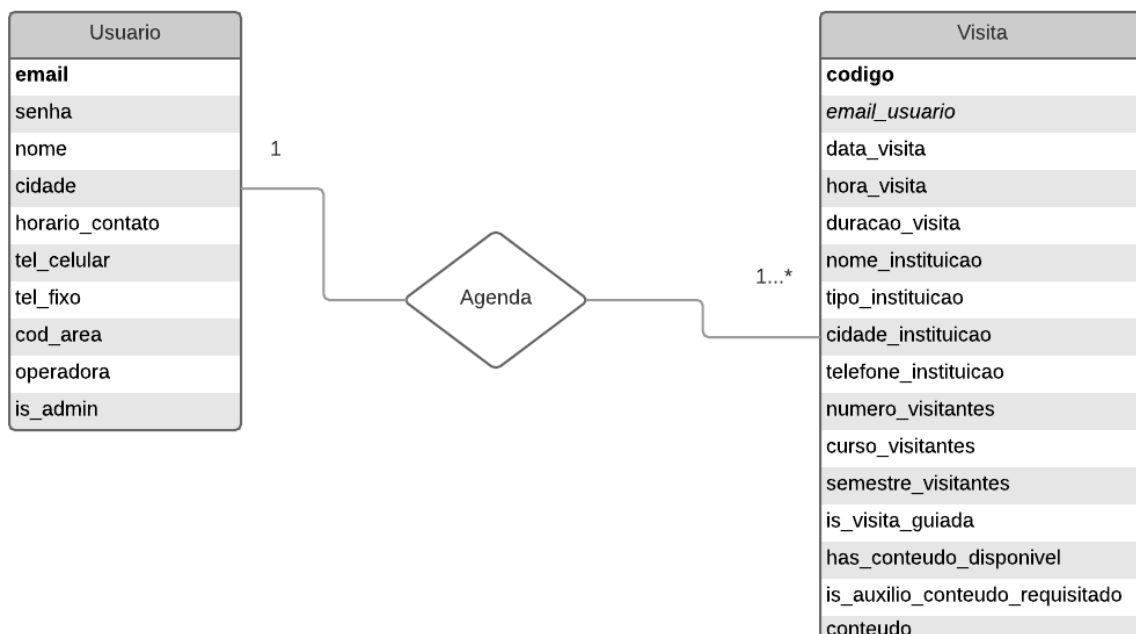 Usuario
email
senha
nome
cidade
horario_contato
tel_celular
tel_fixo
cod_area
operadora
is_admin
1
Agenda
1...*
Visita
codigo
email_usuario
data_visita
hora_visita
duracao_visita
nome_instituicao
tipo_instituicao
cidade_instituicao
telefone_instituicao
numero_visitantes
curso_visitantes
semestre_visitantes
is_visita_guiada
has_conteudo_disponivel
is_auxilio_conteudo_requisitado
conteudo